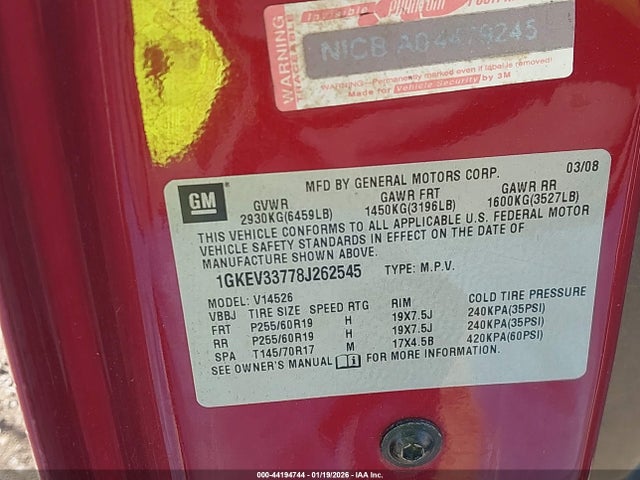 Invisible Phantom Footprint
WARNING TRACEABLE
NICB A04479245
WARNING—Permanently marked even if label is removed!
Made for Vehicle Security by 3M
GM
MFD BY GENERAL MOTORS CORP. 03/08
GVWR GAWR FRT GAWR RR
2930KG(6459LB) 1450KG(3196LB) 1600KG(3527LB)
THIS VEHICLE CONFORMS TO ALL APPLICABLE U.S. FEDERAL MOTOR
VEHICLE SAFETY STANDARDS IN EFFECT ON THE DATE OF
MANUFACTURE SHOWN ABOVE.
1GKEV33778J262545 TYPE: M.P.V.
MODEL: V14526
VBBJ TIRE SIZE SPEED RTG RIM COLD TIRE PRESSURE
FRT P255/60R19 H 19X7.5J 240KPA(35PSI)
RR P255/60R19 H 19X7.5J 240KPA(35PSI)
SPA T145/70R17 M 17X4.5B 420KPA(60PSI)
SEE OWNER'S MANUAL FOR MORE INFORMATION.
000-44194744 | 01/19/2026 | IAA Inc.